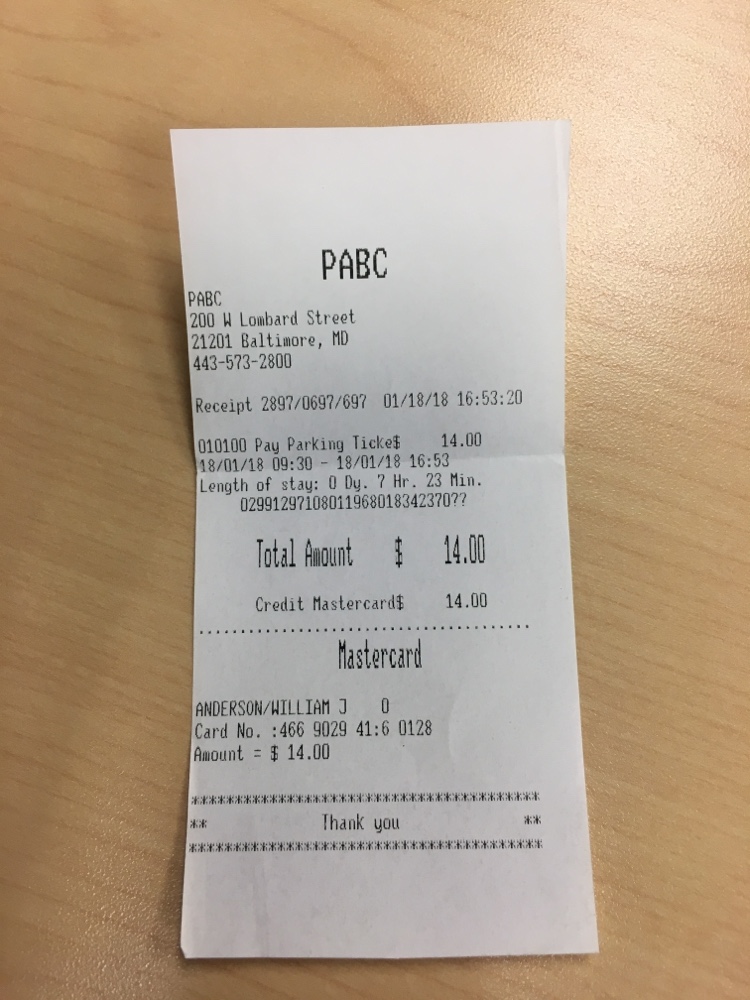 PABC
PABC
200 W Lombard Street
21201 Baltimore, MD
443-573-2800
Receipt 2897/0697/697 01/18/18 16:53:20
010100 Pay Parking Ticke$ 14.00
18/01/18 09:30 - 18/01/18 16:53
Length of stay: 0 Dy. 7 Hr. 23 Min.
02991297108011968018342370??
Total Amount $ 14.00
Credit Mastercard$ 14.00
........................................
Mastercard
ANDERSON/WILLIAM J 0
Card No. :466 9029 41:6 0128
Amount = $ 14.00
****************************************
** Thank you **
****************************************